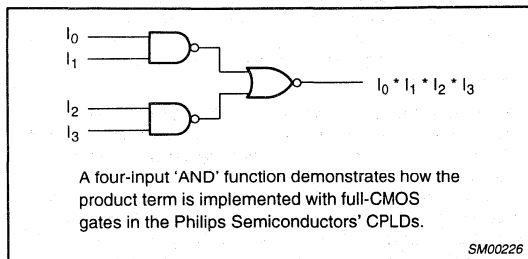 I0
I1
I2
I3
I0 * I1 * I2 * I3
A four-input 'AND' function demonstrates how the
product term is implemented with full-CMOS
gates in the Philips Semiconductors' CPLDs.
SM00226